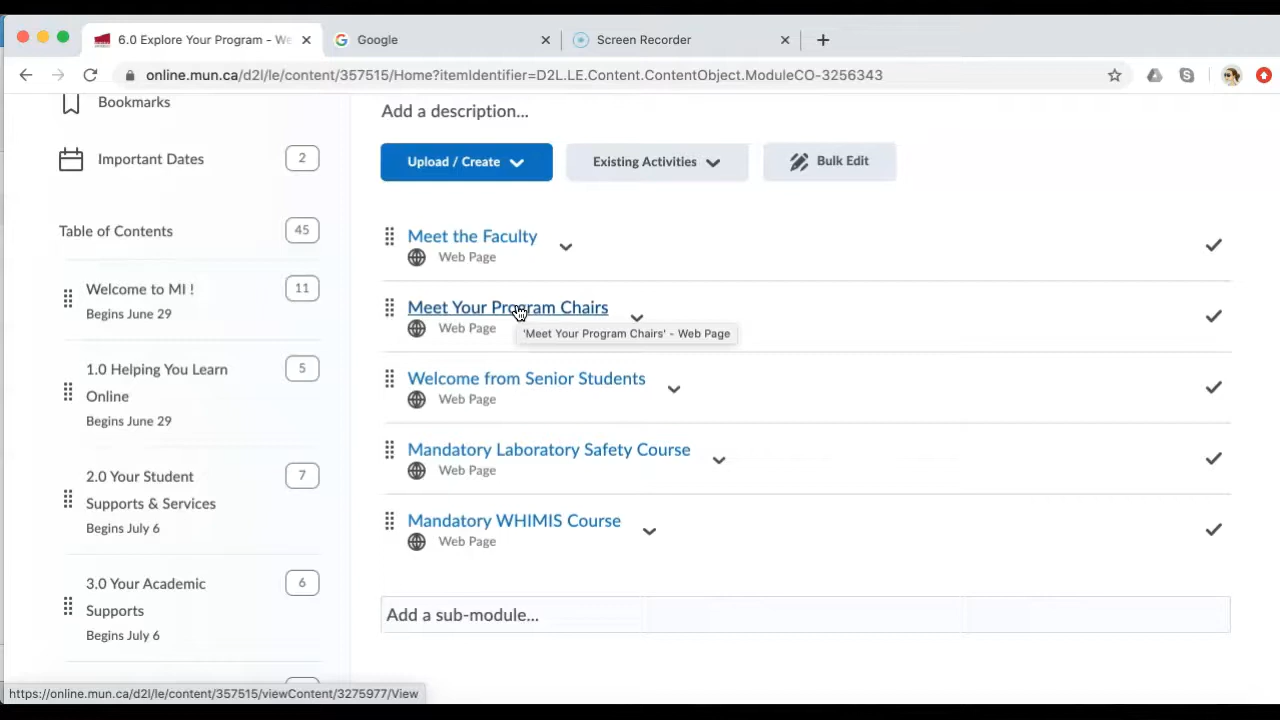 6.0 Explore Your Program - We
Google
Screen Recorder
online.mun.ca/d2l/le/content/357515/Home?itemIdentifier=D2L.LE.Content.ContentObject.ModuleCO-3256343
Bookmarks
Important Dates
2
Table of Contents
45
Welcome to MI !
11
Begins June 29
1.0 Helping You Learn
5
Online
Begins June 29
2.0 Your Student
7
Supports & Services
Begins July 6
3.0 Your Academic
6
Supports
Begins July 6
Add a description...
Upload / Create
Existing Activities
Bulk Edit
Meet the Faculty
Web Page
Meet Your Program Chairs
Web Page
'Meet Your Program Chairs' - Web Page
Welcome from Senior Students
Web Page
Mandatory Laboratory Safety Course
Web Page
Mandatory WHIMIS Course
Web Page
Add a sub-module...
https://online.mun.ca/d2l/le/content/357515/viewContent/3275977/View